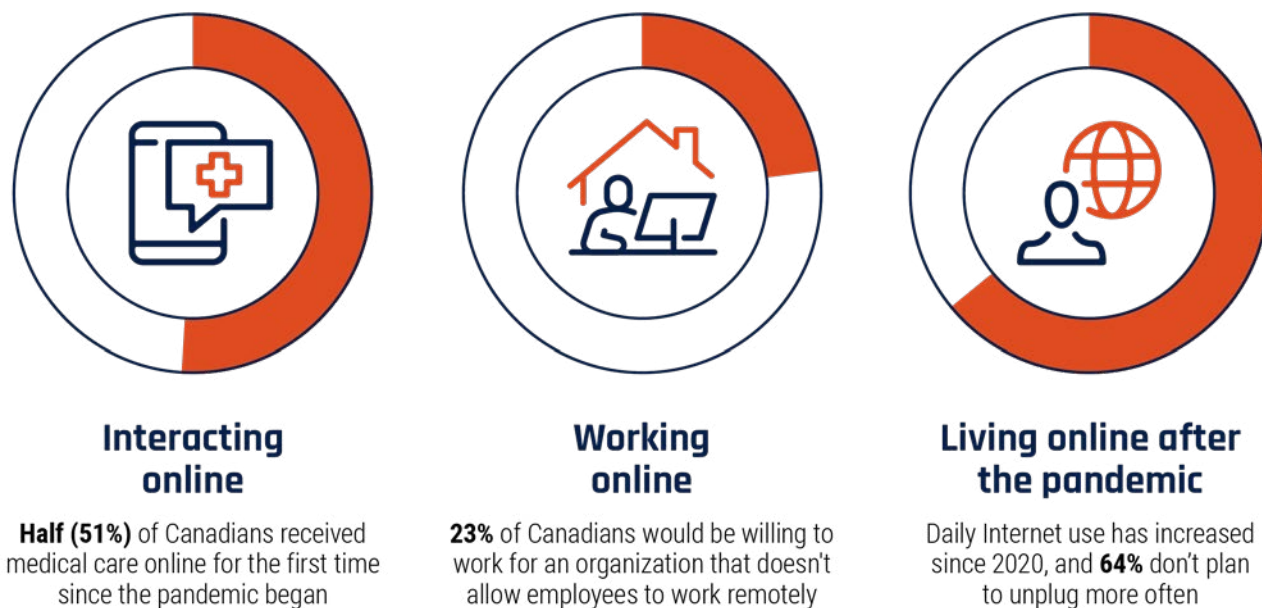 Interacting
online
Half (51%) of Canadians received
medical care online for the first time
since the pandemic began
Working
online
23% of Canadians would be willing to
work for an organization that doesn't
allow employees to work remotely
Living online after
the pandemic
Daily Internet use has increased
since 2020, and 64% don’t plan
to unplug more often